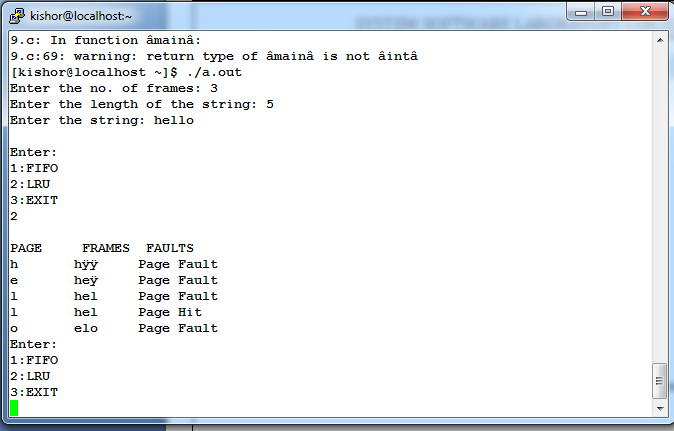 kishor@localhost:~
9.c: In function âmainâ:
9.c:69: warning: return type of âmainâ is not âintâ
[kishor@localhost ~]$ ./a.out
Enter the no. of frames: 3
Enter the length of the string: 5
Enter the string: hello
Enter:
1:FIFO
2:LRU
3:EXIT
2
PAGE FRAMES FAULTS
h hÿÿ Page Fault
e heÿ Page Fault
l hel Page Fault
l hel Page Hit
o elo Page Fault
Enter:
1:FIFO
2:LRU
3:EXIT